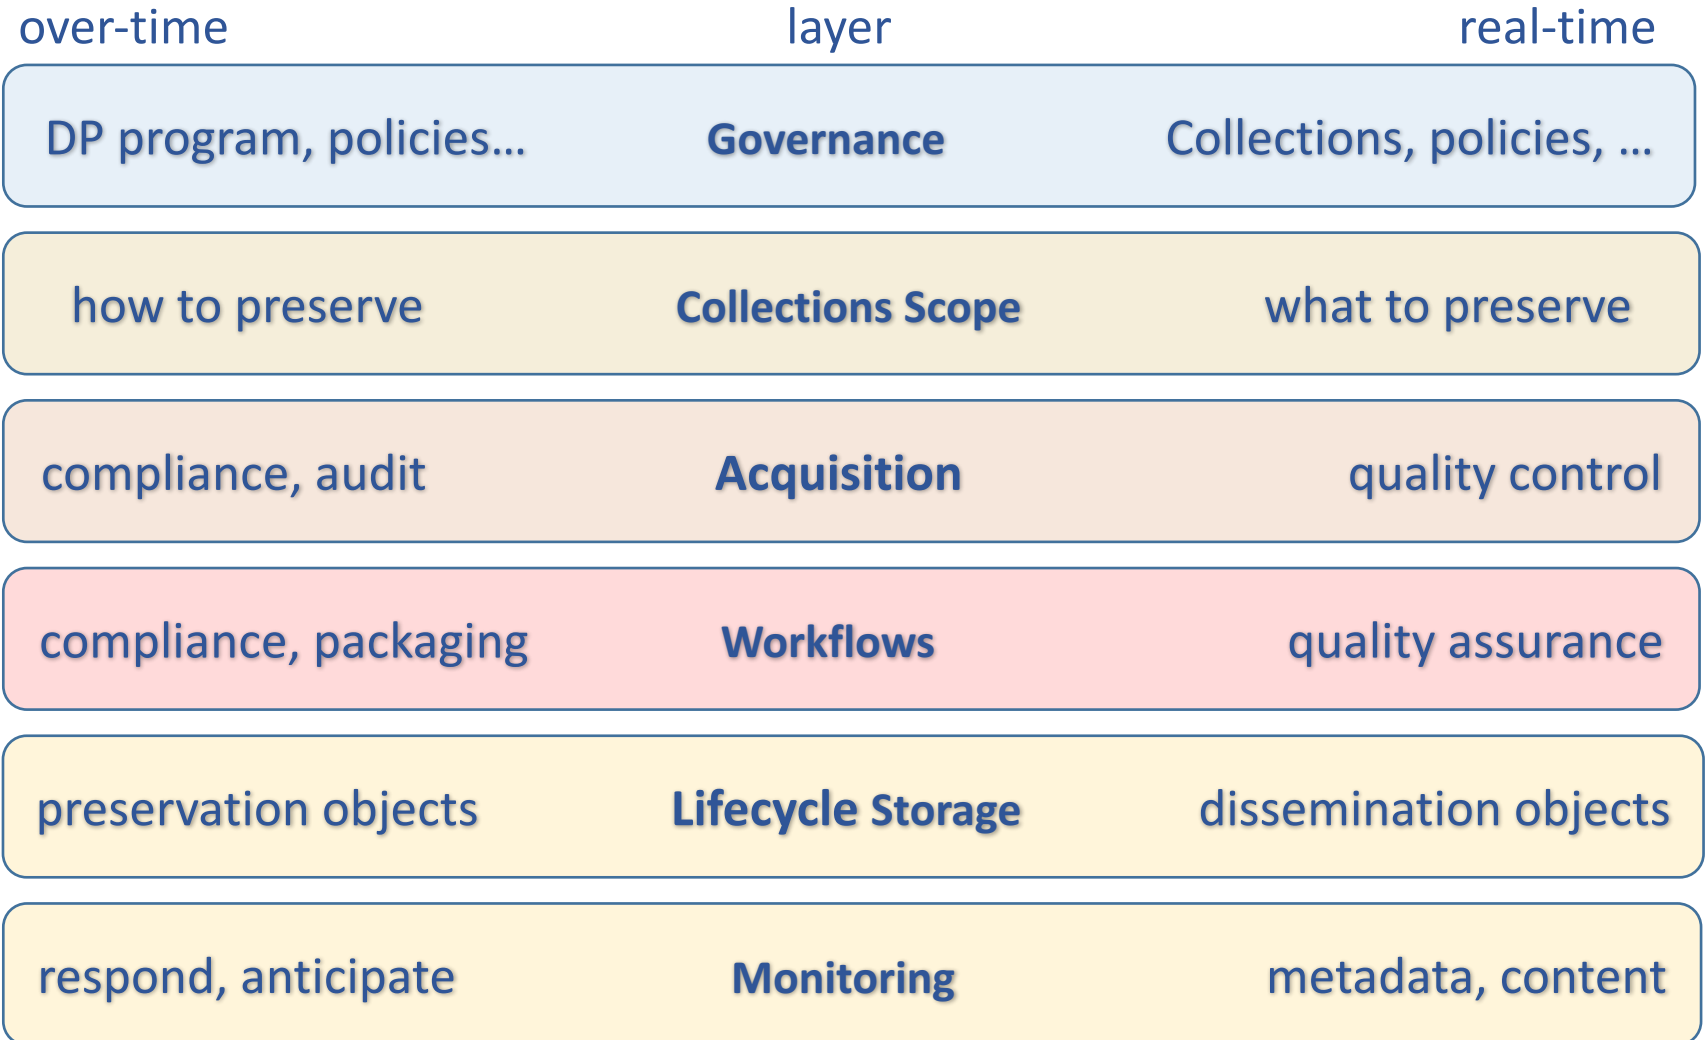 over-time layer real-time
DP program, policies… Governance Collections, policies, …
how to preserve Collections Scope what to preserve
compliance, audit Acquisition quality control
compliance, packaging Workflows quality assurance
preservation objects Lifecycle Storage dissemination objects
respond, anticipate Monitoring metadata, content